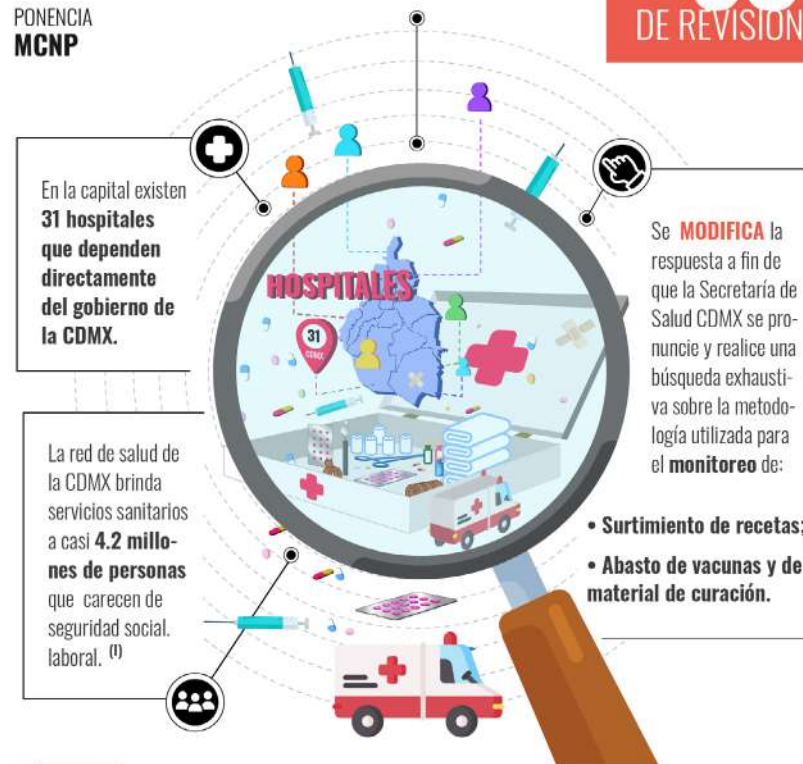 PONENCIA
MCNP
DE REVISIÓN
En la capital existen
31 hospitales
que dependen
directamente
del gobierno de
la CDMX.
HOSPITALES
31
CDMX
Se MODIFICA la
respuesta a fin de
que la Secretaría de
Salud CDMX se pro-
nuncie y realice una
búsqueda exhausti-
va sobre la metodo-
logía utilizada para
el monitoreo de:
• Surtimiento de recetas;
• Abasto de vacunas y de
material de curación.
La red de salud de
la CDMX brinda
servicios sanitarios
a casi 4.2 millo-
nes de personas
que carecen de
seguridad social.
laboral. (I)